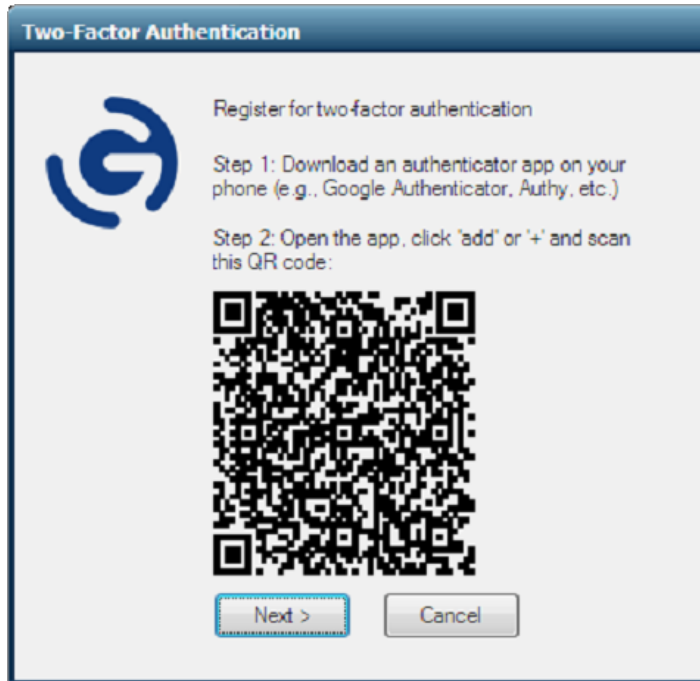 Two-Factor Authentication
Register for two-factor authentication
Step 1: Download an authenticator app on your
phone (e.g., Google Authenticator, Authy, etc.)
Step 2: Open the app, click 'add' or '+' and scan
this QR code:
Next >
Cancel